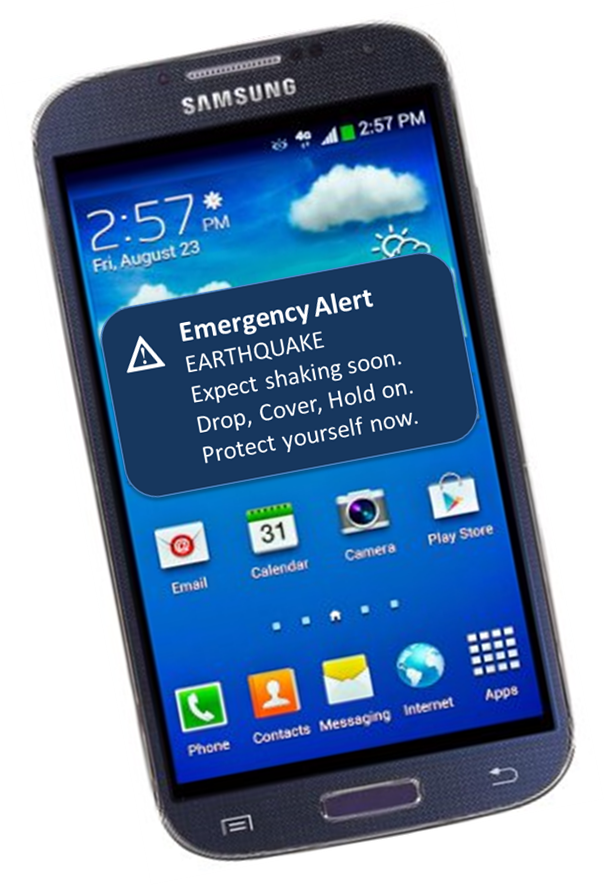 SAMSUNG
4G 2:57 PM
2:57 PM
Fri, August 23
Emergency Alert
EARTHQUAKE
Expect shaking soon.
Drop, Cover, Hold on.
Protect yourself now.
31
Email Calendar Camera Play Store
Phone Contacts Messaging Internet Apps